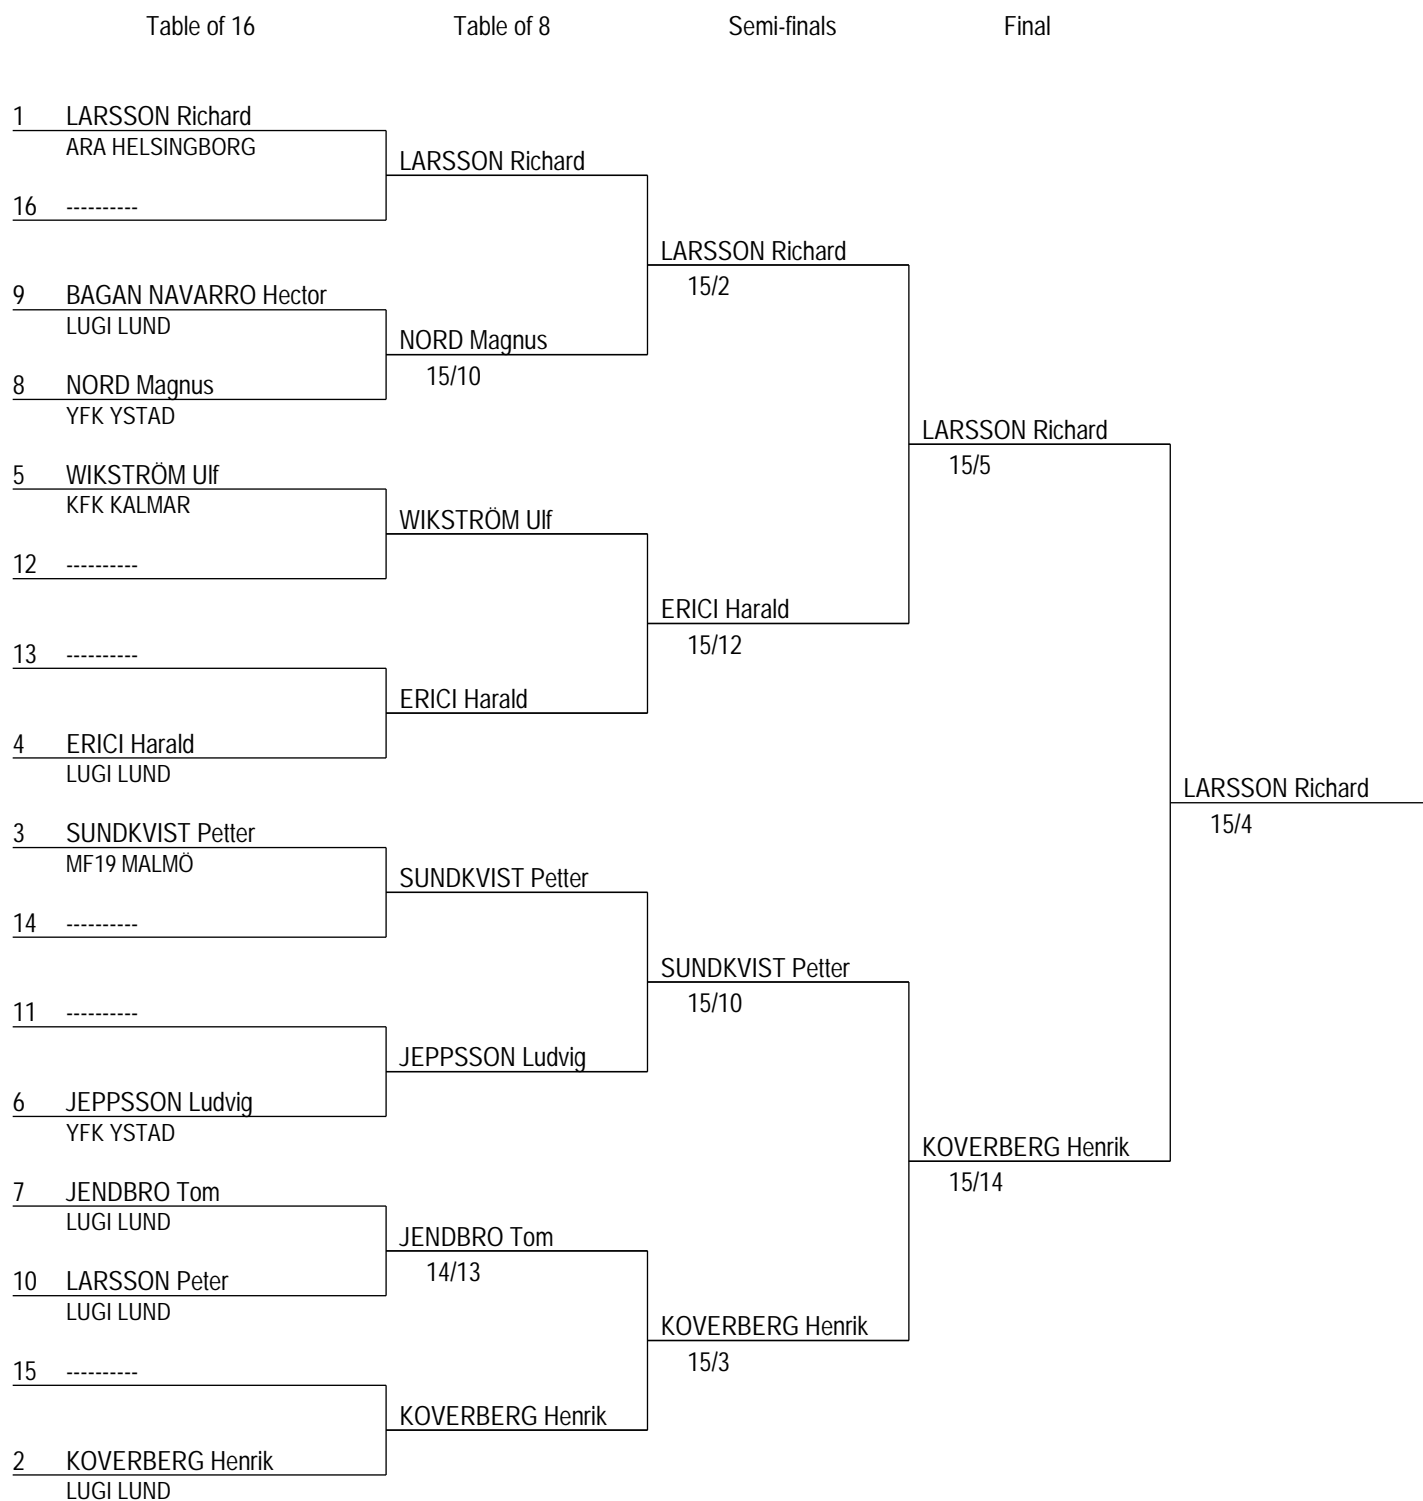 Table of 16 Table of 8 Semi-finals Final
1 LARSSON Richard
ARA HELSINGBORG
LARSSON Richard
16 ----------
LARSSON Richard
15/2
9 BAGAN NAVARRO Hector
LUGI LUND
NORD Magnus
15/10
8 NORD Magnus
YFK YSTAD
LARSSON Richard
15/5
5 WIKSTRÖM Ulf
KFK KALMAR
WIKSTRÖM Ulf
12 ----------
ERICI Harald
15/12
13 ----------
ERICI Harald
4 ERICI Harald
LUGI LUND
LARSSON Richard
15/4
3 SUNDKVIST Petter
MF19 MALMÖ
SUNDKVIST Petter
14 ----------
SUNDKVIST Petter
15/10
11 ----------
JEPPSSON Ludvig
6 JEPPSSON Ludvig
YFK YSTAD
KOVERBERG Henrik
15/14
7 JENDBRO Tom
LUGI LUND
JENDBRO Tom
14/13
10 LARSSON Peter
LUGI LUND
KOVERBERG Henrik
15/3
15 ----------
KOVERBERG Henrik
2 KOVERBERG Henrik
LUGI LUND